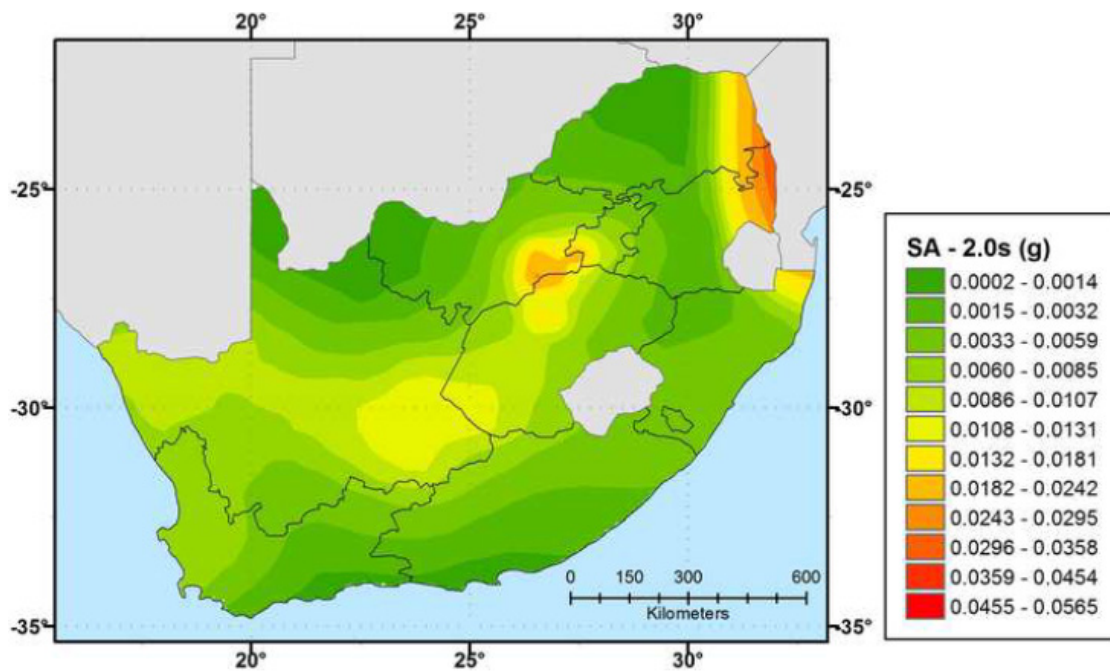 20° 25° 30°
-25° -25°
-30° -30°
-35° -35°
0 150 300 600
Kilometers
20° 25° 30°
SA - 2.0s (g)
0.0002 - 0.0014
0.0015 - 0.0032
0.0033 - 0.0059
0.0060 - 0.0085
0.0086 - 0.0107
0.0108 - 0.0131
0.0132 - 0.0181
0.0182 - 0.0242
0.0243 - 0.0295
0.0296 - 0.0358
0.0359 - 0.0454
0.0455 - 0.0565